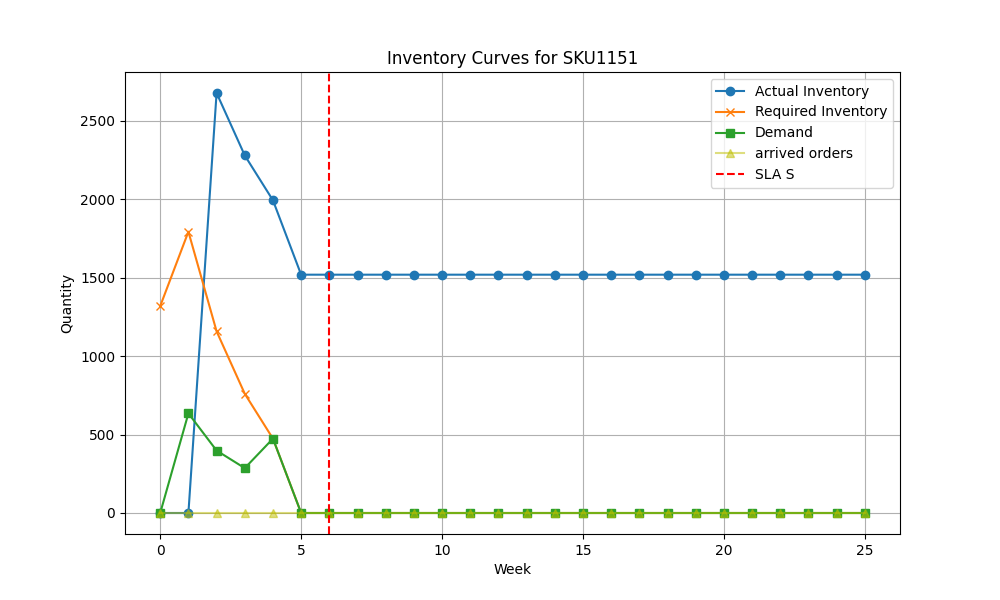 Inventory Curves for SKU1151
Actual Inventory
Required Inventory
Demand
arrived orders
SLA S
Quantity
2500
2000
1500
1000
500
0
0 5 10 15 20 25
Week